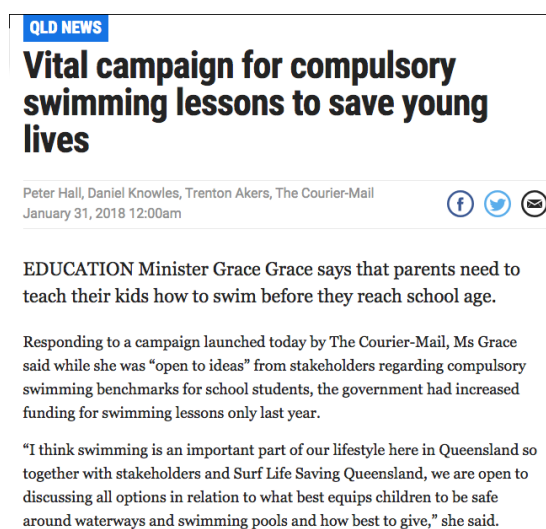 QLD NEWS
Vital campaign for compulsory
swimming lessons to save young
lives
Peter Hall, Daniel Knowles, Trenton Akers, The Courier-Mail
January 31, 2018 12:00am
EDUCATION Minister Grace Grace says that parents need to
teach their kids how to swim before they reach school age.
Responding to a campaign launched today by The Courier-Mail, Ms Grace
said while she was “open to ideas” from stakeholders regarding compulsory
swimming benchmarks for school students, the government had increased
funding for swimming lessons only last year.
“I think swimming is an important part of our lifestyle here in Queensland so
together with stakeholders and Surf Life Saving Queensland, we are open to
discussing all options in relation to what best equips children to be safe
around waterways and swimming pools and how best to give,” she said.